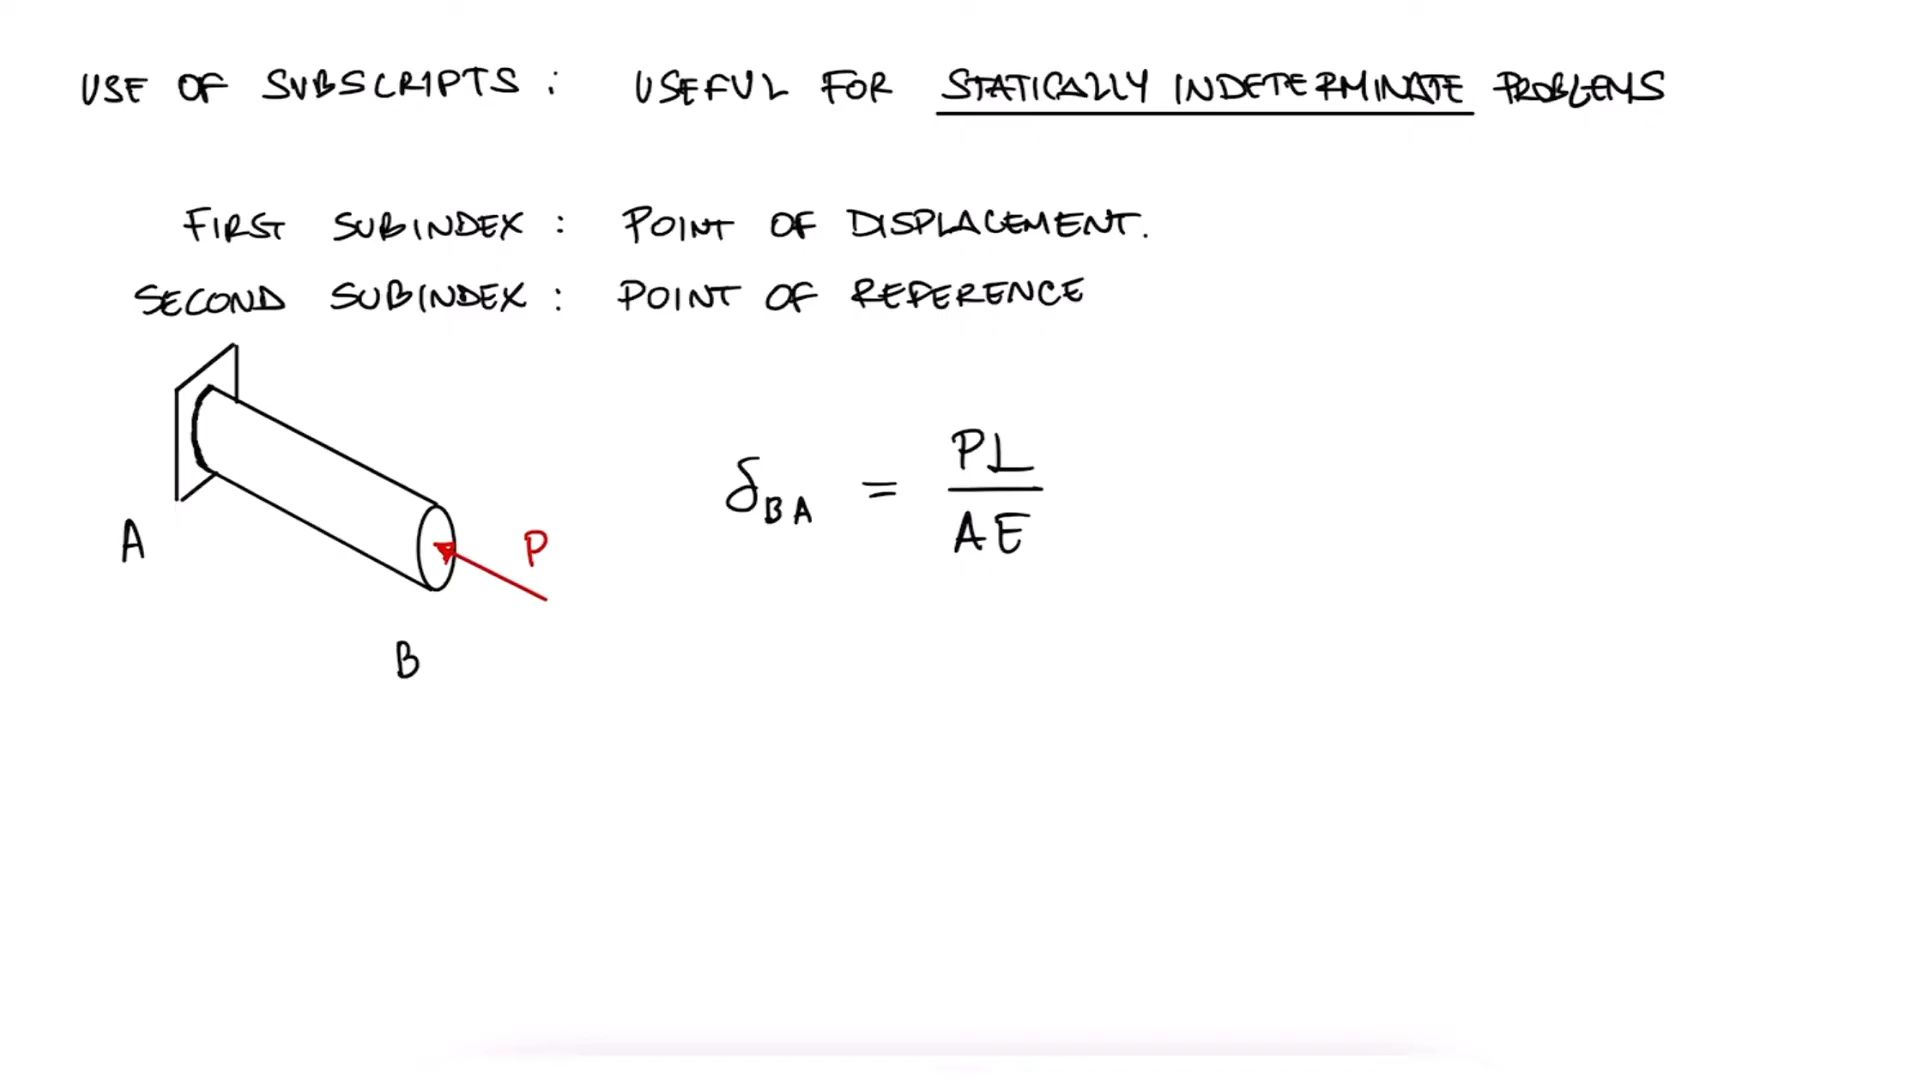 USE OF SUBSCRIPTS : USEFUL FOR STATICALLY INDETERMINATE PROBLEMS
FIRST SUBINDEX : POINT OF DISPLACEMENT.
SECOND SUBINDEX : POINT OF REFERENCE
A
P
B
δ_BA = PL / AE